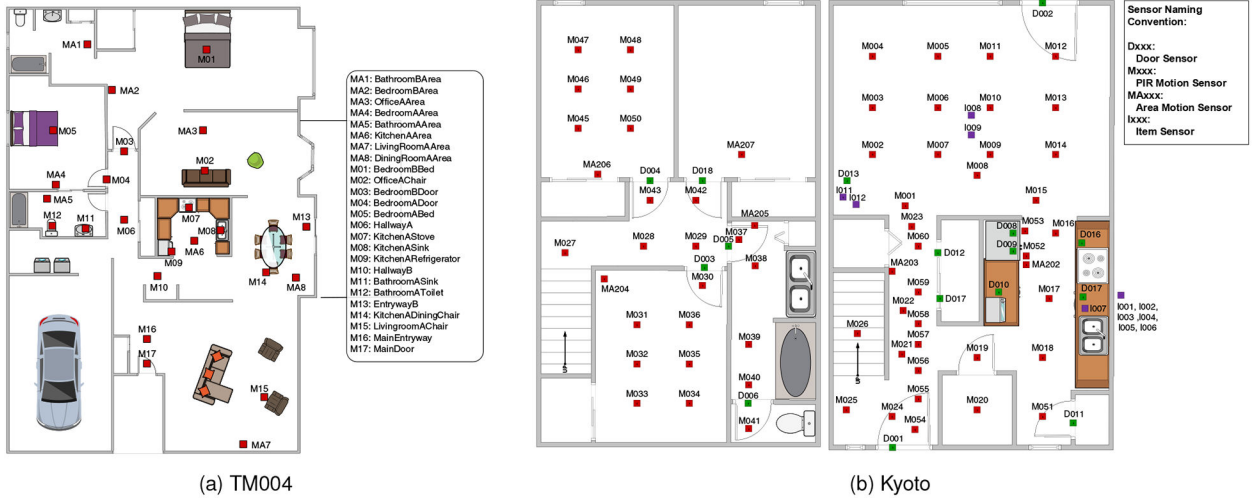 MA1
M01
MA2
M05
MA3
M03
M02
MA4
M04
MA5
M12
M11
M06
M07
M08
MA6
M09
M13
M14
M10
MA8
M16
M17
M15
MA7
MA1: BathroomBArea
MA2: BedroomBArea
MA3: OfficeAArea
MA4: BedroomAArea
MA5: BathroomAArea
MA6: KitchenAArea
MA7: LivingRoomAArea
MA8: DiningRoomAArea
M01: BedroomBBed
M02: OfficeAChair
M03: BedroomBDoor
M04: BedroomADoor
M05: BedroomABed
M06: HallwayA
M07: KitchenAStove
M08: KitchenASink
M09: KitchenARefrigerator
M10: HallwayB
M11: BathroomASink
M12: BathroomAToilet
M13: EntrywayB
M14: KitchenADiningChair
M15: LivingroomAChair
M16: MainEntryway
M17: MainDoor
(a) TM004
M047
M048
M046
M049
M045
M050
MA206
D004
D018
MA207
M043
M042
MA205
M027
M028
M029
D005
M037
D003
M038
M030
MA204
M031
M036
M032
M035
M039
M033
M034
M040
D006
M041
S
D002
M004
M005
M011
M012
M003
M006
I008
M010
M013
I009
M002
M007
M009
M014
M008
D013
I011
I012
M001
M015
M023
M053
M016
D008
D016
M060
D012
D009
M052
MA203
MA202
M059
D017
D010
M017
D017
I007
I001, I002,
I003 I004,
I005, I006
M022
M058
M026
M057
M021
M019
M018
M056
S
M055
M025
M024
M020
M051
D011
M054
D001
(b) Kyoto
Sensor Naming
Convention:
Dxxx:
Door Sensor
Mxxx:
PIR Motion Sensor
MAxxx:
Area Motion Sensor
Ixxx:
Item Sensor